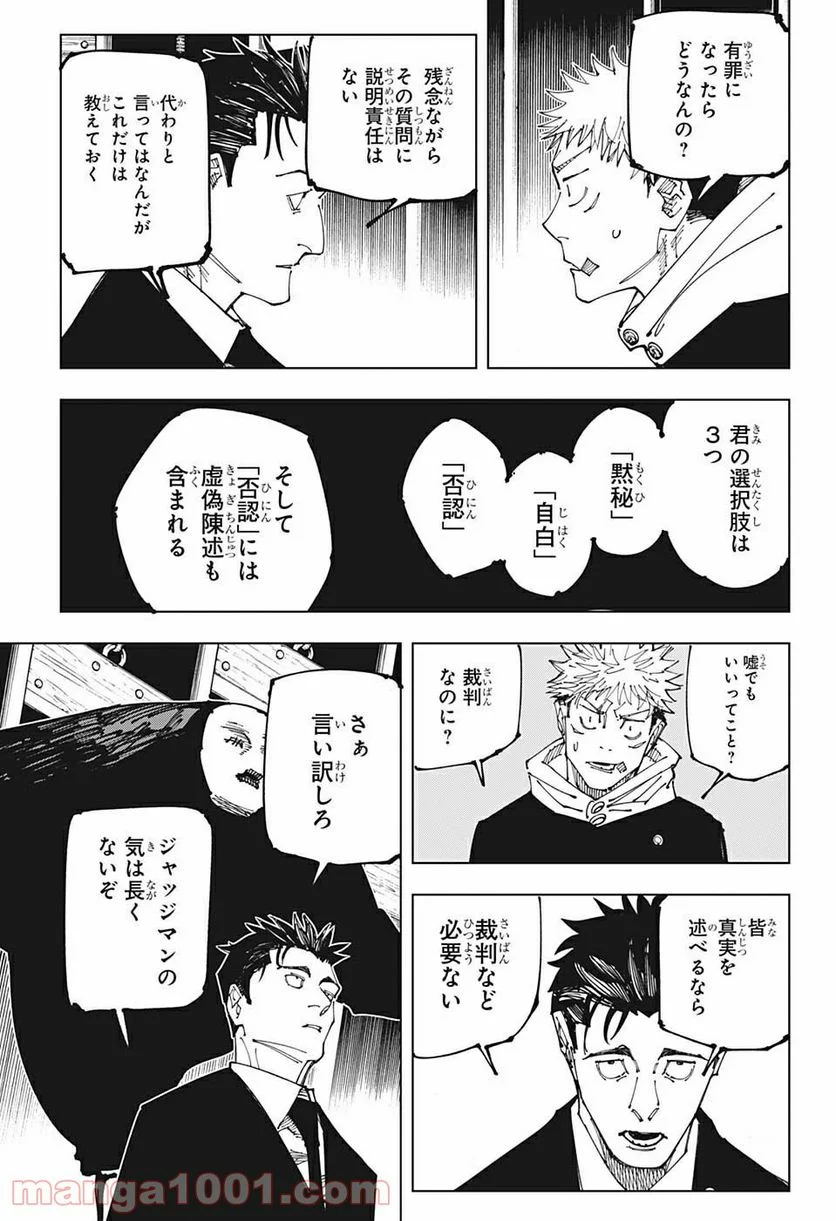 有罪に
なったら
どうなんの?
残念ながら
その質問に
説明責任は
ない
代わりと
言ってはなんだが
これだけは
教えておく
君の選択肢は
3つ
「黙秘」
「自白」
「否認」
そして
「否認」には
虚偽陳述も
含まれる
嘘でも
いいってこと?
裁判
なのに?
皆
真実を
述べるなら
裁判など
必要ない
さぁ
言い訳しろ
ジャッジマンの
気は長く
ないぞ
manga1001.com